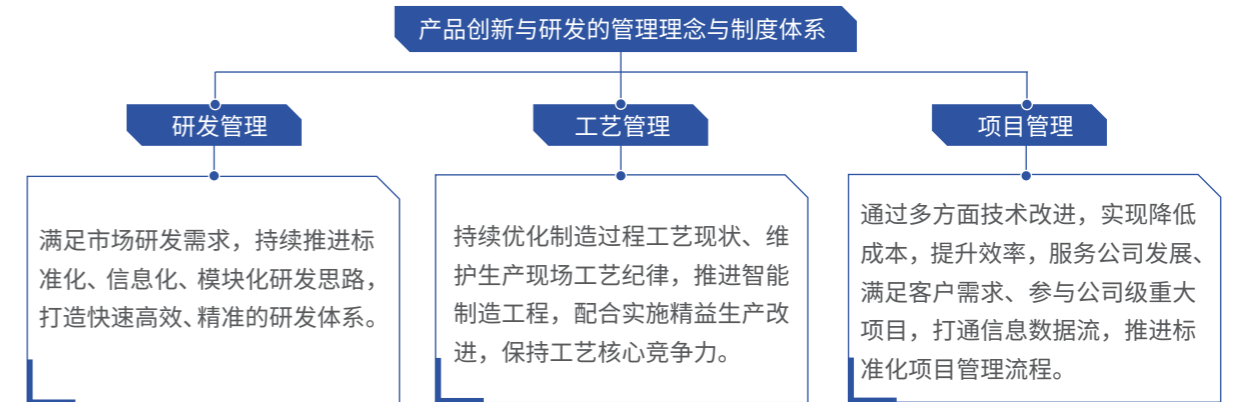 产品创新与研发的管理理念与制度体系
研发管理
满足市场研发需求，持续推进标
准化、信息化、模块化研发思路，
打造快速高效、精准的研发体系。
工艺管理
持续优化制造过程工艺现状、维
护生产现场工艺纪律，推进智能
制造工程，配合实施精益生产改
进，保持工艺核心竞争力。
项目管理
通过多方面技术改进，实现降低
成本，提升效率，服务公司发展、
满足客户需求、参与公司级重大
项目，打通信息数据流，推进标
准化项目管理流程。